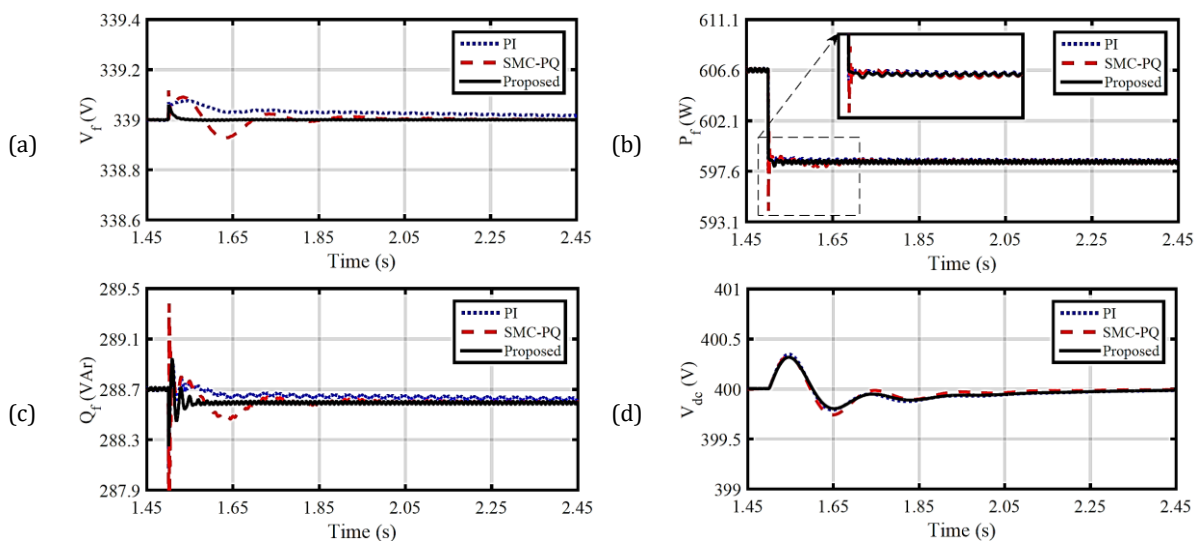 (a)
V_f (V)
339.4
339.2
339
338.8
338.6
PI
SMC-PQ
Proposed
1.45 1.65 1.85 2.05 2.25 2.45
Time (s)
(b)
P_f (W)
611.1
606.6
602.1
597.6
593.1
PI
SMC-PQ
Proposed
1.45 1.65 1.85 2.05 2.25 2.45
Time (s)
(c)
Q_f (VAr)
289.5
289.1
288.7
288.3
287.9
PI
SMC-PQ
Proposed
1.45 1.65 1.85 2.05 2.25 2.45
Time (s)
(d)
V_dc (V)
401
400.5
400
399.5
399
PI
SMC-PQ
Proposed
1.45 1.65 1.85 2.05 2.25 2.45
Time (s)